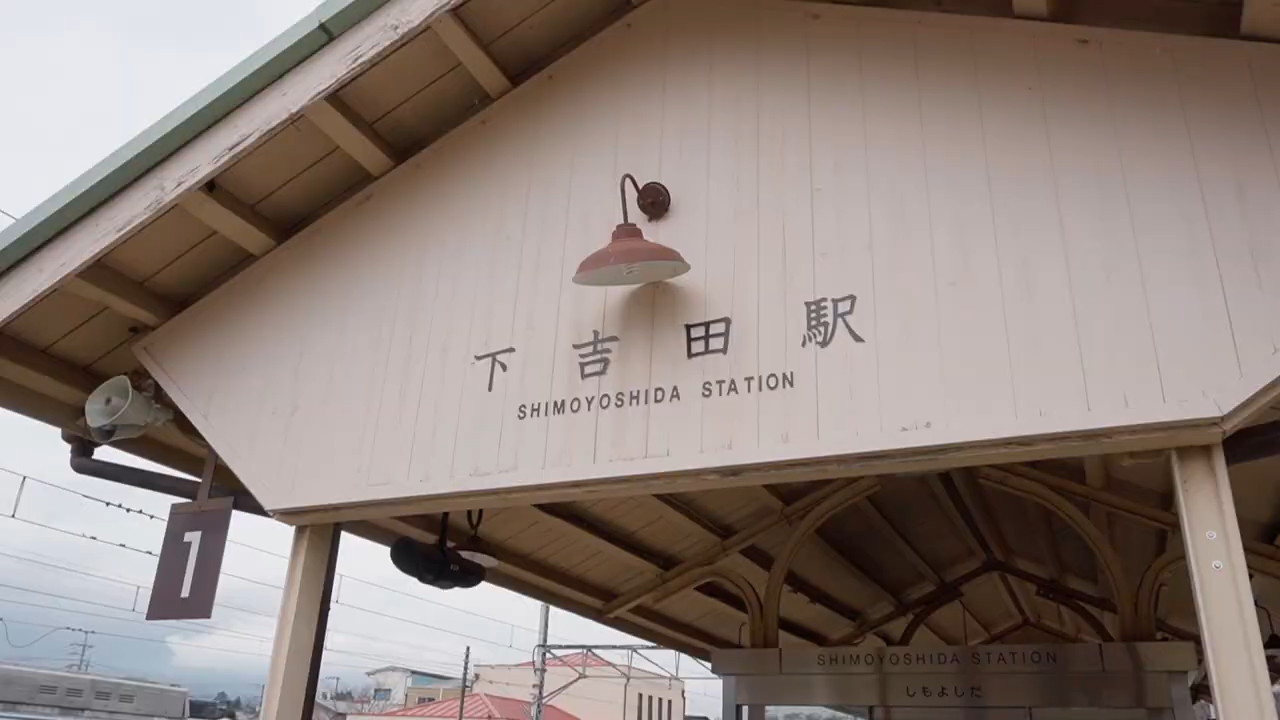 下吉田駅
SHIMOYOSHIDA STATION
1
SHIMOYOSHIDA STATION
しもよしだ